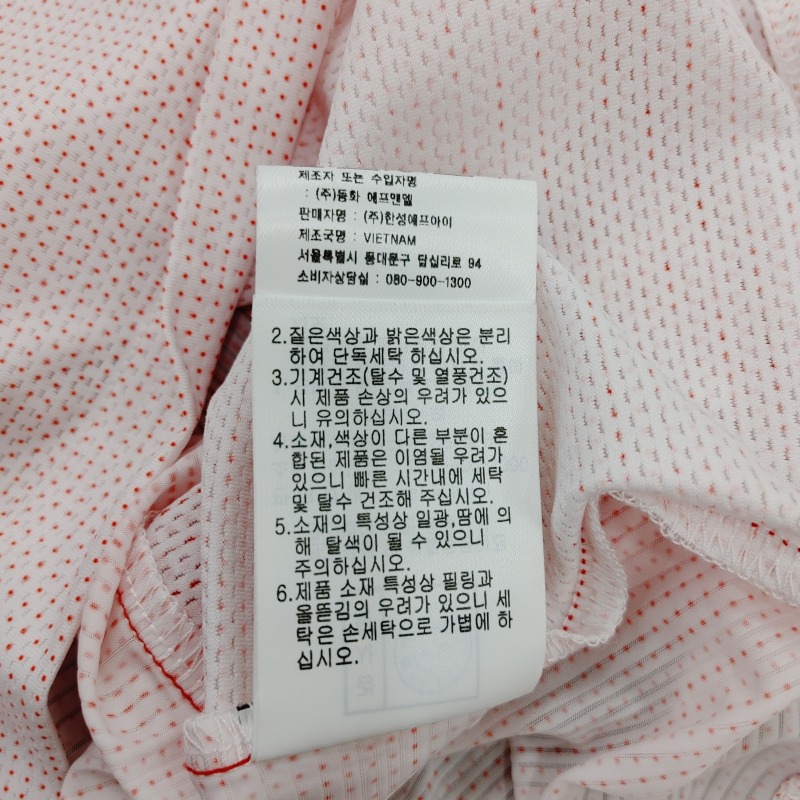 제조자 또는 수입자명
: (주)동화 에프앤엘
판매자명 : (주)한성에프아이
제조국명 : VIETNAM
서울특별시 동대문구 답십리로 94
소비자상담실 : 080-900-1300
2.짙은색상과 밝은색상은 분리
하여 단독세탁 하십시오.
3.기계건조(탈수 및 열풍건조)
시 제품 손상의 우려가 있으
니 유의하십시오.
4.소재,색상이 다른 부분이 혼
합된 제품은 이염될 우려가
있으니 빠른 시간내에 세탁
및 탈수 건조해 주십시오.
5.소재의 특성상 일광,땀에 의
해 탈색이 될 수 있으니
주의하십시오.
6.제품 소재 특성상 필링과
올뜯김의 우려가 있으니 세
탁은 손세탁으로 가볍에 하
십시오.